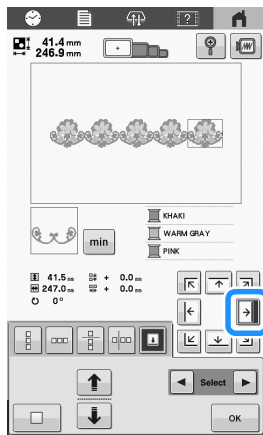 41.4 mm
246.9 mm
KHAKI
WARM GRAY
PINK
min
41.5 mm + 0.0 mm
247.0 mm + 0.0 mm
0°
Select
OK